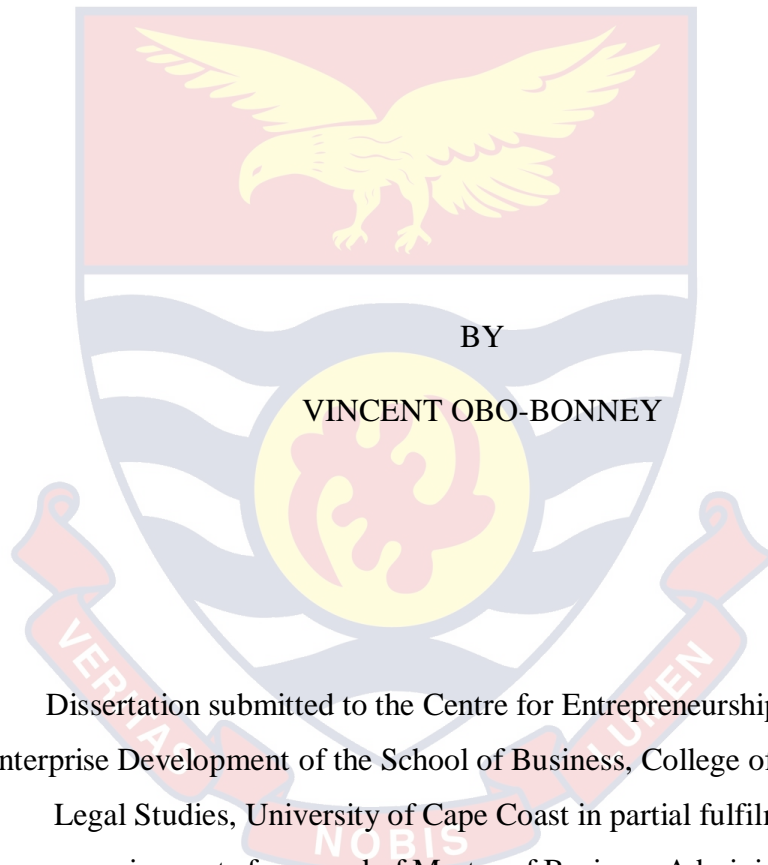 BY
VINCENT OBO-BONNEY
VERITAS
NOBIS
LUMEN
Dissertation submitted to the Centre for Entrepreneurship
nterprise Development of the School of Business, College of
Legal Studies, University of Cape Coast in partial fulfil